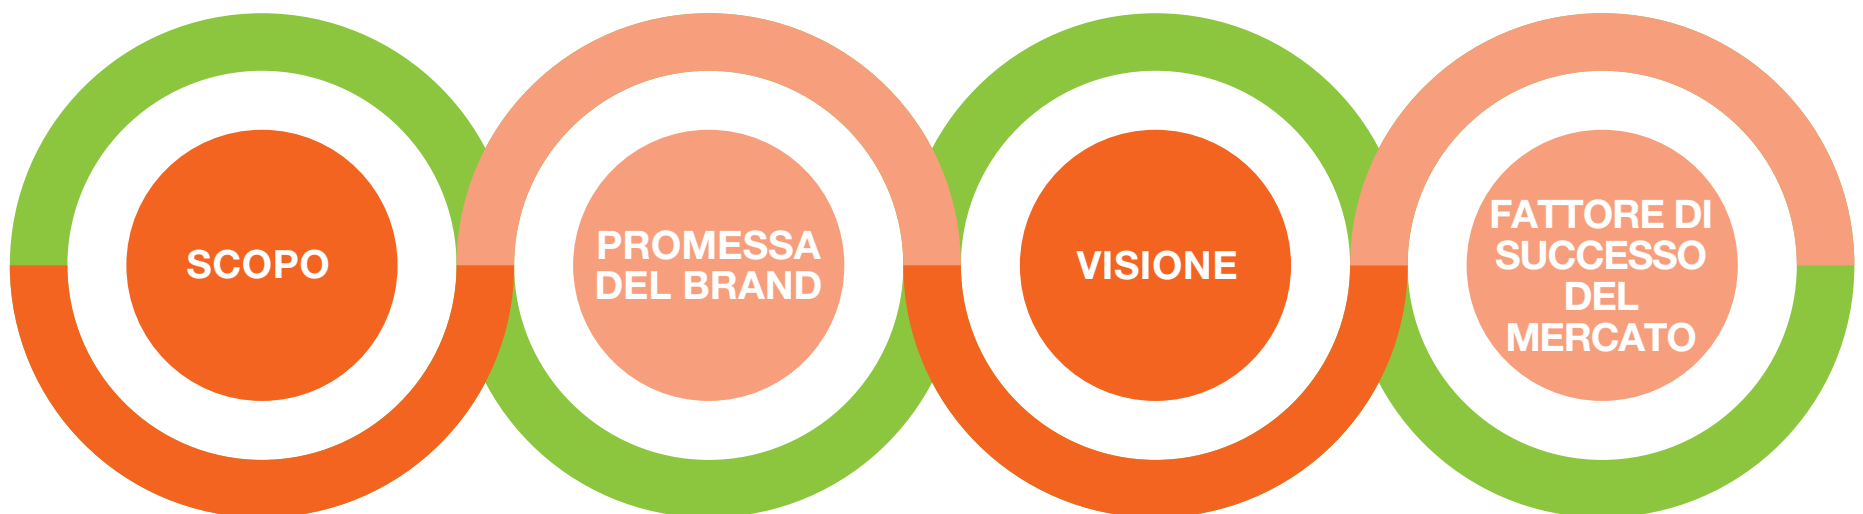 SCOPO
PROMESSA
DEL BRAND
VISIONE
FATTORE DI
SUCCESSO
DEL
MERCATO